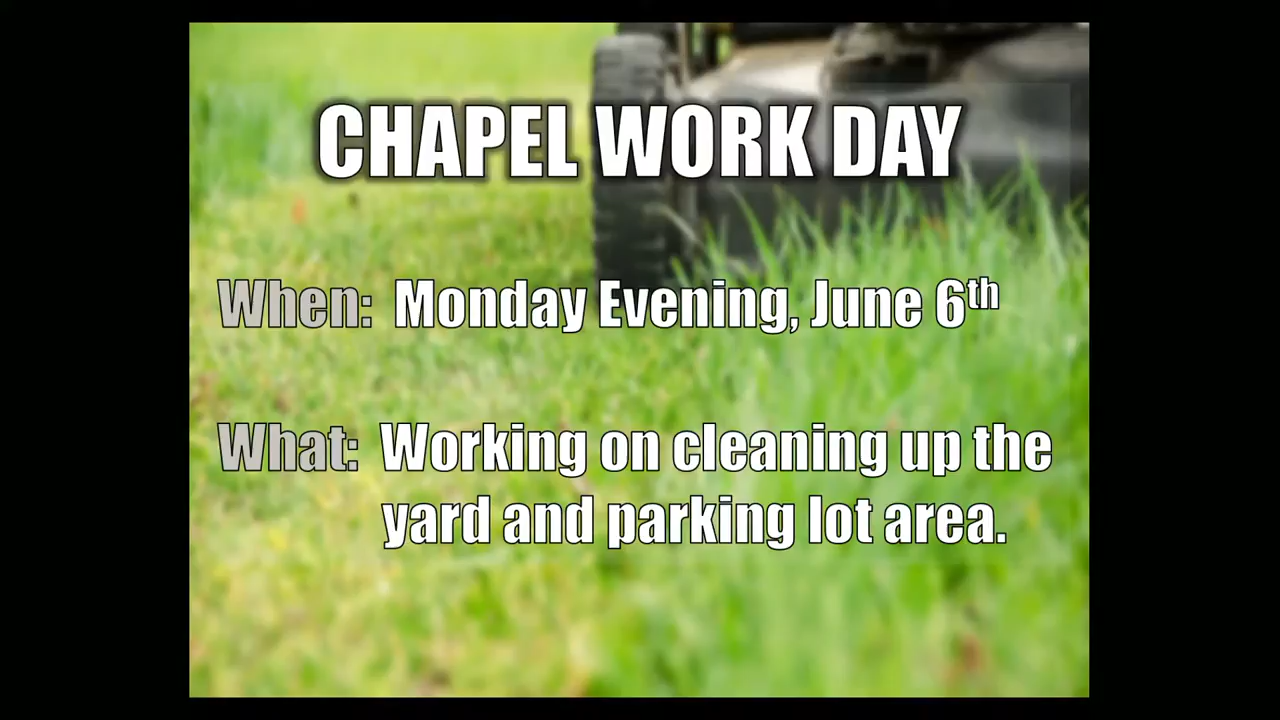 CHAPEL WORK DAY
When: Monday Evening, June 6th
What: Working on cleaning up the
yard and parking lot area.